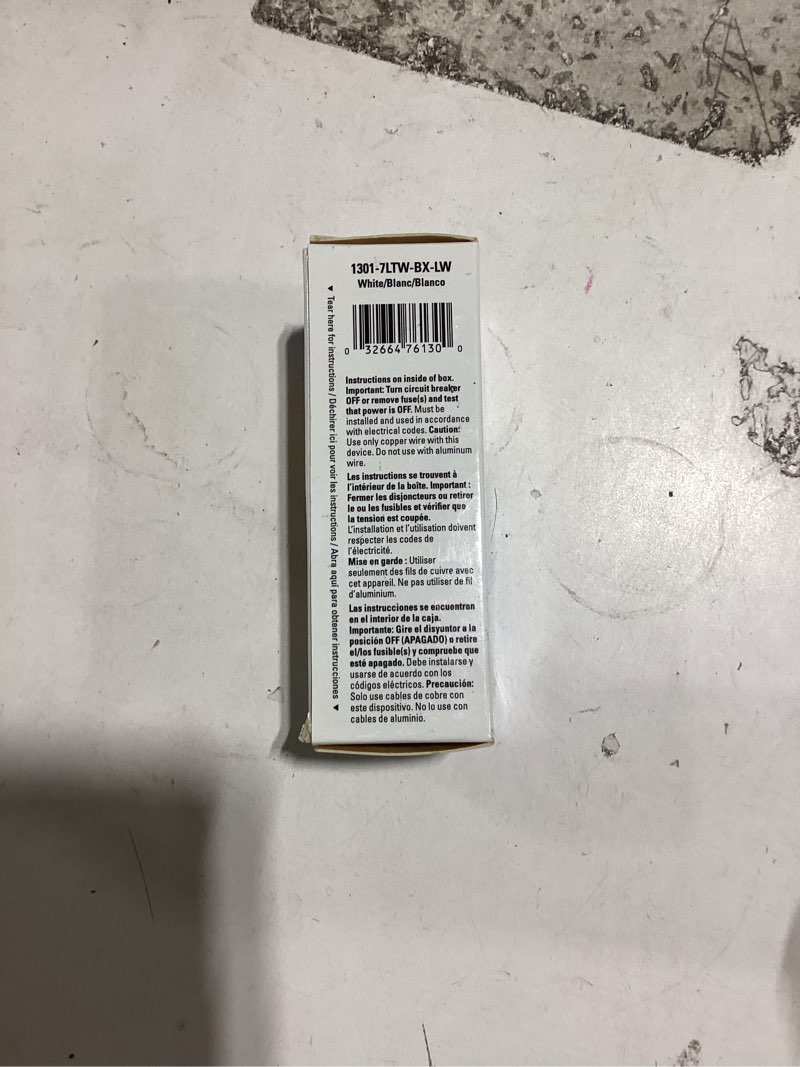 1301-7LTW-BX-LW
White/Blanc/Blanco
0 32664 76130 0
▼ Tear here for instructions / Déchirer ici pour voir les instructions / Abra aquí para obtener instrucciones ▼
Instructions on inside of box.
Important: Turn circuit breaker
OFF or remove fuse(s) and test
that power is OFF. Must be
installed and used in accordance
with electrical codes. Caution:
Use only copper wire with this
device. Do not use with aluminum
wire.
Les instructions se trouvent à
l'intérieur de la boîte. Important :
Fermer les disjoncteurs ou retirer
le ou les fusibles et vérifier que
la tension est coupée.
L'installation et l'utilisation doivent
respecter les codes de
l'électricité.
Mise en garde : Utiliser
seulement des fils de cuivre avec
cet appareil. Ne pas utiliser de fil
d'aluminium.
Las instrucciones se encuentran
en el interior de la caja.
Importante: Gire el disyuntor a la
posición OFF (APAGADO) o retire
el/los fusible(s) y compruebe que
esté apagado. Debe instalarse y
usarse de acuerdo con los
códigos eléctricos. Precaución:
Solo use cables de cobre con
este dispositivo. No lo use con
cables de aluminio.